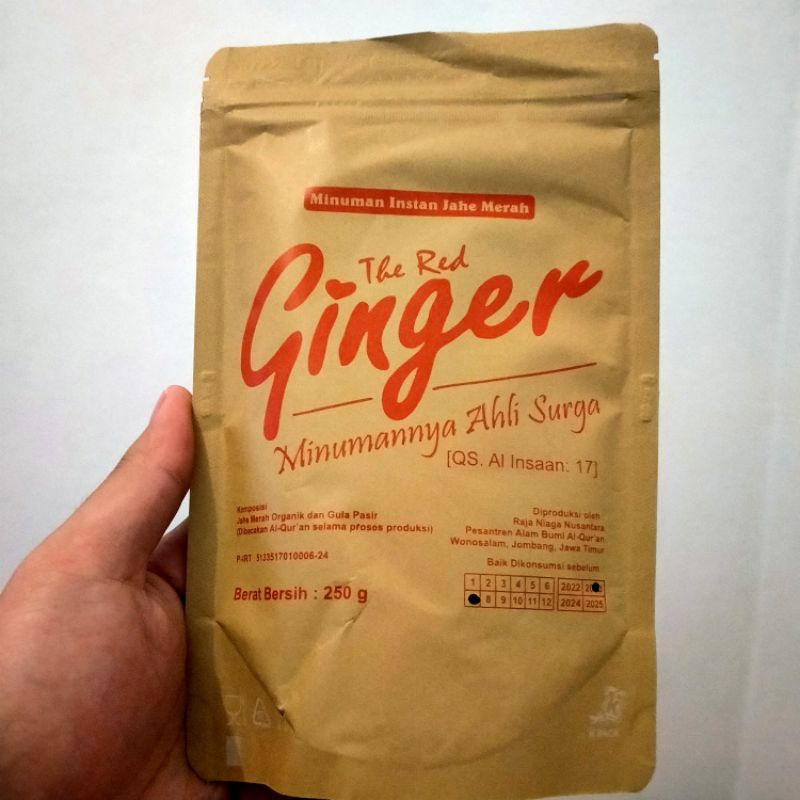 Minuman Instan Jahe Merah
The Red
Ginger
Minumannya Ahli Surga
[QS. Al Insaan: 17]
Komposisi
Jahe Merah Organik dan Gula Pasir
(Dibacakan Al-Qur'an selama proses produksi)
P-IRT 5133517010006-24
Berat Bersih : 250 g
Diproduksi oleh
Raja Niaga Nusantara
Pesantren Alam Bumi Al-Qur'an
Wonosalam, Jombang, Jawa Timur
Baik Dikonsumsi sebelum
1 2 3 4 5 6 2022
8 9 10 11 12 2024 2025